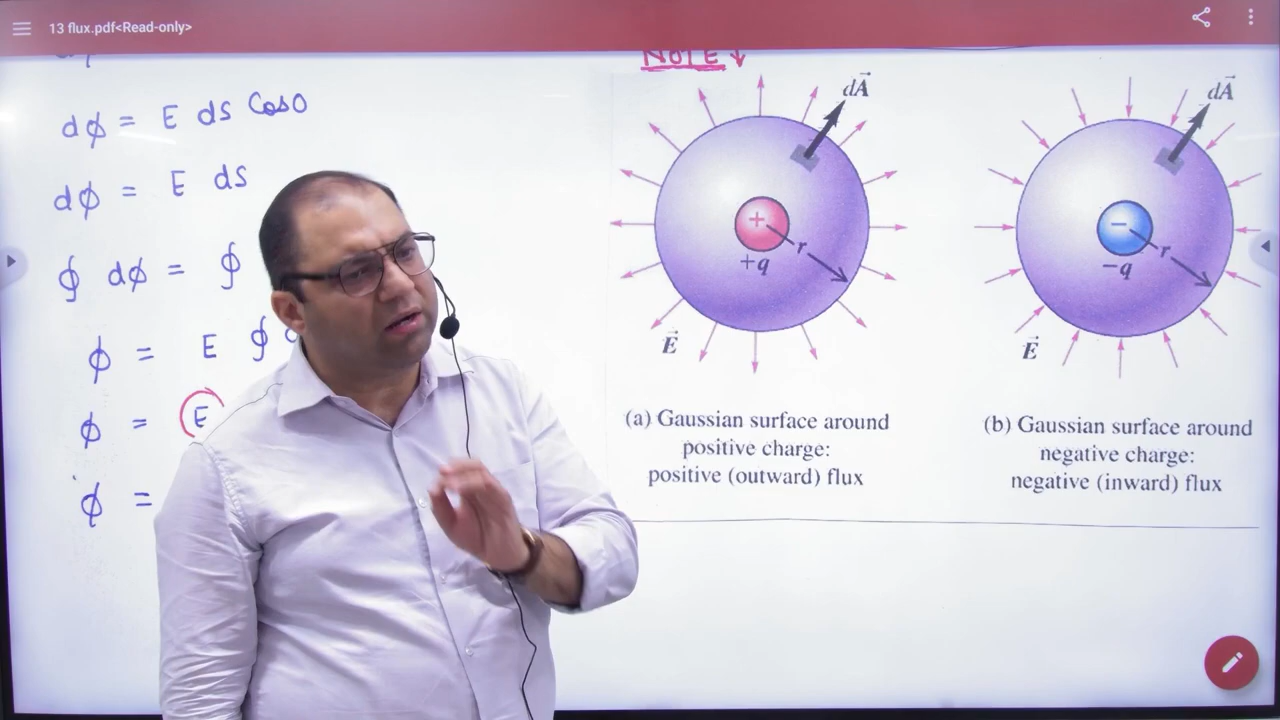 13 flux.pdf<Read-only>
NOTE ↓
dϕ = E ds Cos0
dϕ = E ds
∮ dϕ = ∮
ϕ = E ∮
ϕ = E
ϕ =
dA⃗
+
r
+q
E⃗
(a) Gaussian surface around
positive charge:
positive (outward) flux
dA⃗
−
r
−q
E⃗
(b) Gaussian surface around
negative charge:
negative (inward) flux